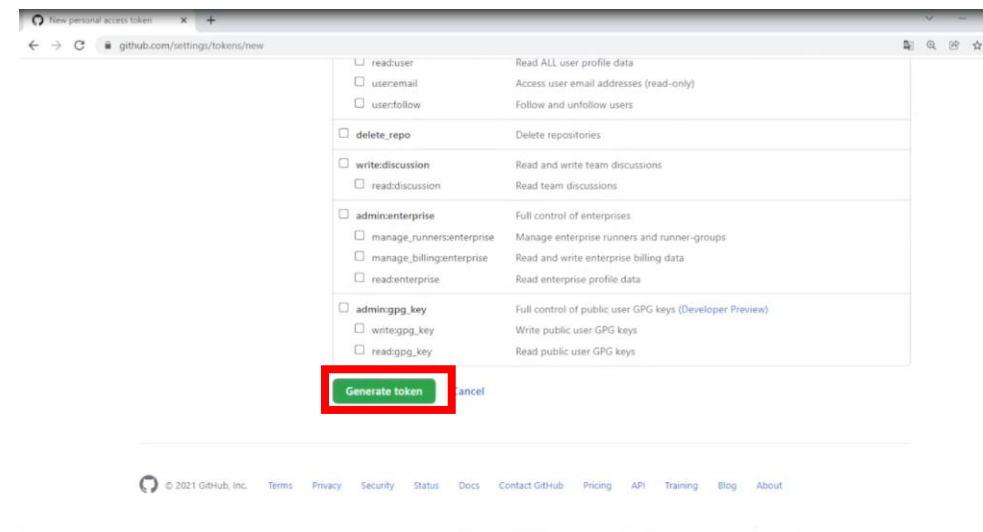 New personal access token
github.com/settings/tokens/new
read:user Read ALL user profile data
user:email Access user email addresses (read-only)
user:follow Follow and unfollow users
delete_repo Delete repositories
write:discussion Read and write team discussions
read:discussion Read team discussions
admin:enterprise Full control of enterprises
manage_runners:enterprise Manage enterprise runners and runner-groups
manage_billing:enterprise Read and write enterprise billing data
read:enterprise Read enterprise profile data
admin:gpg_key Full control of public user GPG keys (Developer Preview)
write:gpg_key Write public user GPG keys
read:gpg_key Read public user GPG keys
Generate token Cancel
© 2021 GitHub, Inc. Terms Privacy Security Status Docs Contact GitHub Pricing API Training Blog About